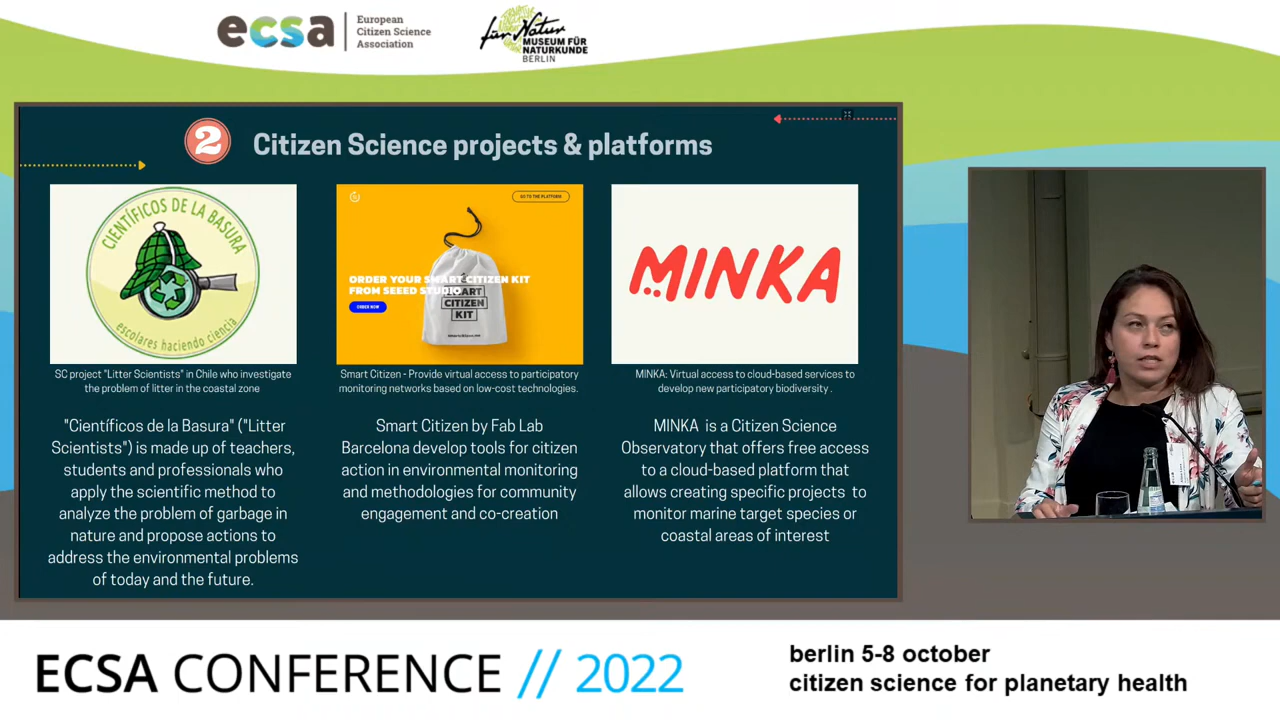 ecsa
European
Citizen Science
Association
für Natur
MUSEUM FÜR
NATURKUNDE
BERLIN
2
Citizen Science projects & platforms
CIENTÍFICOS DE LA BASURA
escolares haciendo ciencia
SC project "Litter Scientists" in Chile who investigate
the problem of litter in the coastal zone
"Científicos de la Basura" ("Litter
Scientists") is made up of teachers,
students and professionals who
apply the scientific method to
analyze the problem of garbage in
nature and propose actions to
address the environmental problems
of today and the future.
GO TO THE PLATFORM
ORDER YOUR SMART CITIZEN KIT
FROM SEEED STUDIO
ORDER NOW
SMART
CITIZEN
KIT
Smart Citizen - Provide virtual access to participatory
monitoring networks based on low-cost technologies.
Smart Citizen by Fab Lab
Barcelona develop tools for citizen
action in environmental monitoring
and methodologies for community
engagement and co-creation
MINKA
MINKA: Virtual access to cloud-based services to
develop new participatory biodiversity .
MINKA is a Citizen Science
Observatory that offers free access
to a cloud-based platform that
allows creating specific projects to
monitor marine target species or
coastal areas of interest
ECSA CONFERENCE // 2022
berlin 5-8 october
citizen science for planetary health